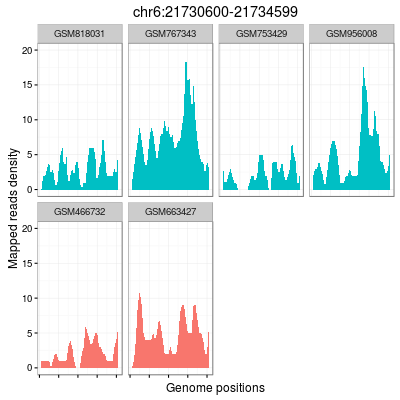 chr6:21730600-21734599
GSM818031 GSM767343 GSM753429 GSM956008
20
15
10
5
0
GSM466732 GSM663427
20
15
10
5
0
Mapped reads density
Genome positions